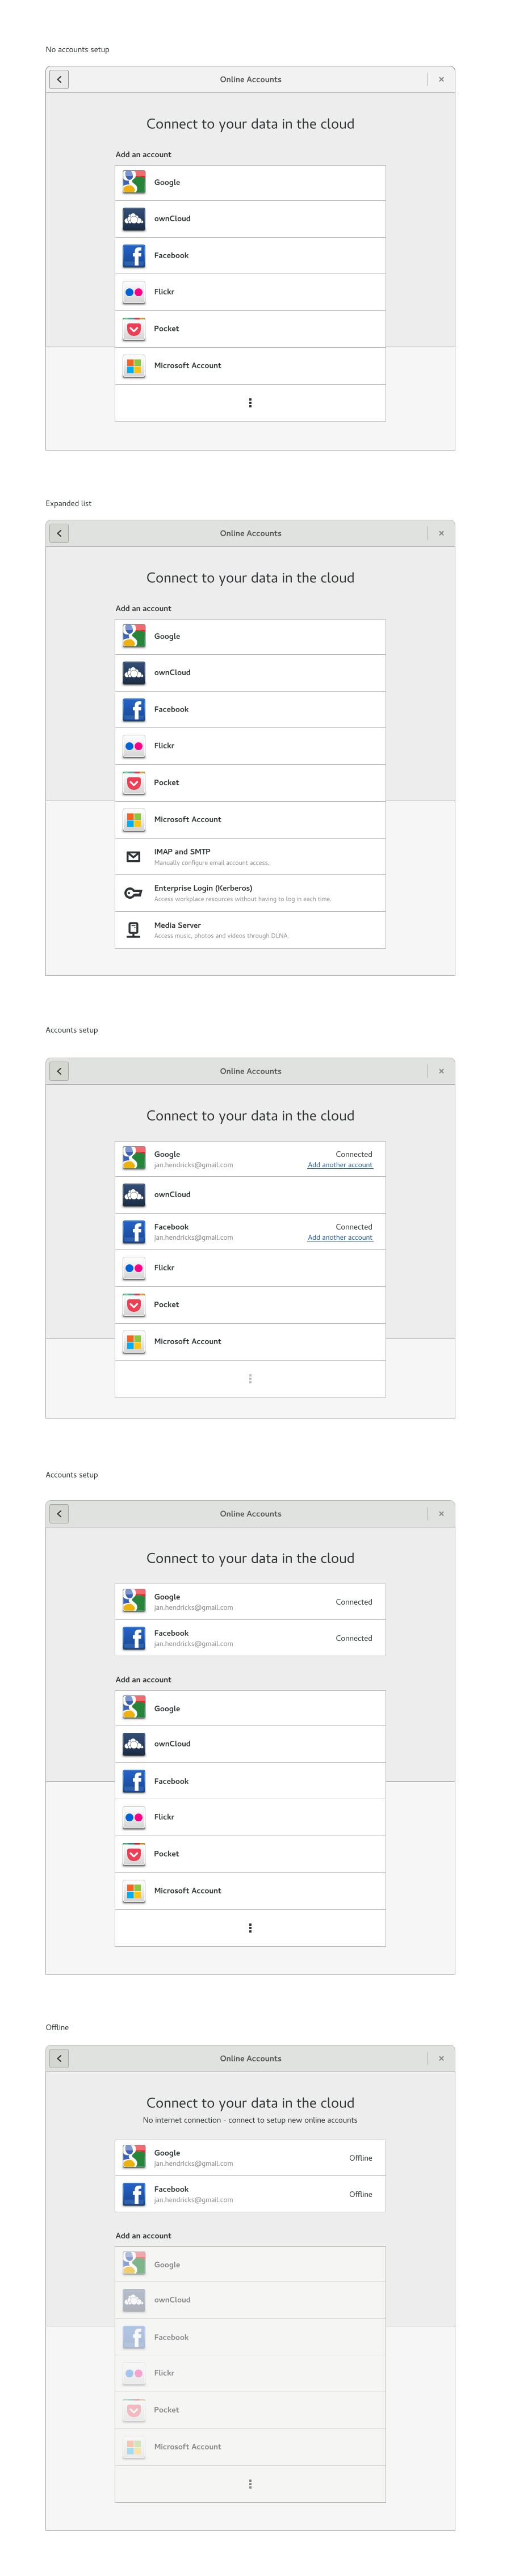 No accounts setup
Online Accounts
Connect to your data in the cloud
Add an account
Google
ownCloud
Facebook
Flickr
Pocket
Microsoft Account
Expanded list
Online Accounts
Connect to your data in the cloud
Add an account
Google
ownCloud
Facebook
Flickr
Pocket
Microsoft Account
IMAP and SMTP
Manually configure email account access.
Enterprise Login (Kerberos)
Access workplace resources without having to log in each time.
Media Server
Access music, photos and videos through DLNA.
Accounts setup
Online Accounts
Connect to your data in the cloud
Google Connected
jan.hendricks@gmail.com Add another account
ownCloud
Facebook Connected
jan.hendricks@gmail.com Add another account
Flickr
Pocket
Microsoft Account
Accounts setup
Online Accounts
Connect to your data in the cloud
Google
jan.hendricks@gmail.com Connected
Facebook
jan.hendricks@gmail.com Connected
Add an account
Google
ownCloud
Facebook
Flickr
Pocket
Microsoft Account
Offline
Online Accounts
Connect to your data in the cloud
No internet connection - connect to setup new online accounts
Google
jan.hendricks@gmail.com Offline
Facebook
jan.hendricks@gmail.com Offline
Add an account
Google
ownCloud
Facebook
Flickr
Pocket
Microsoft Account